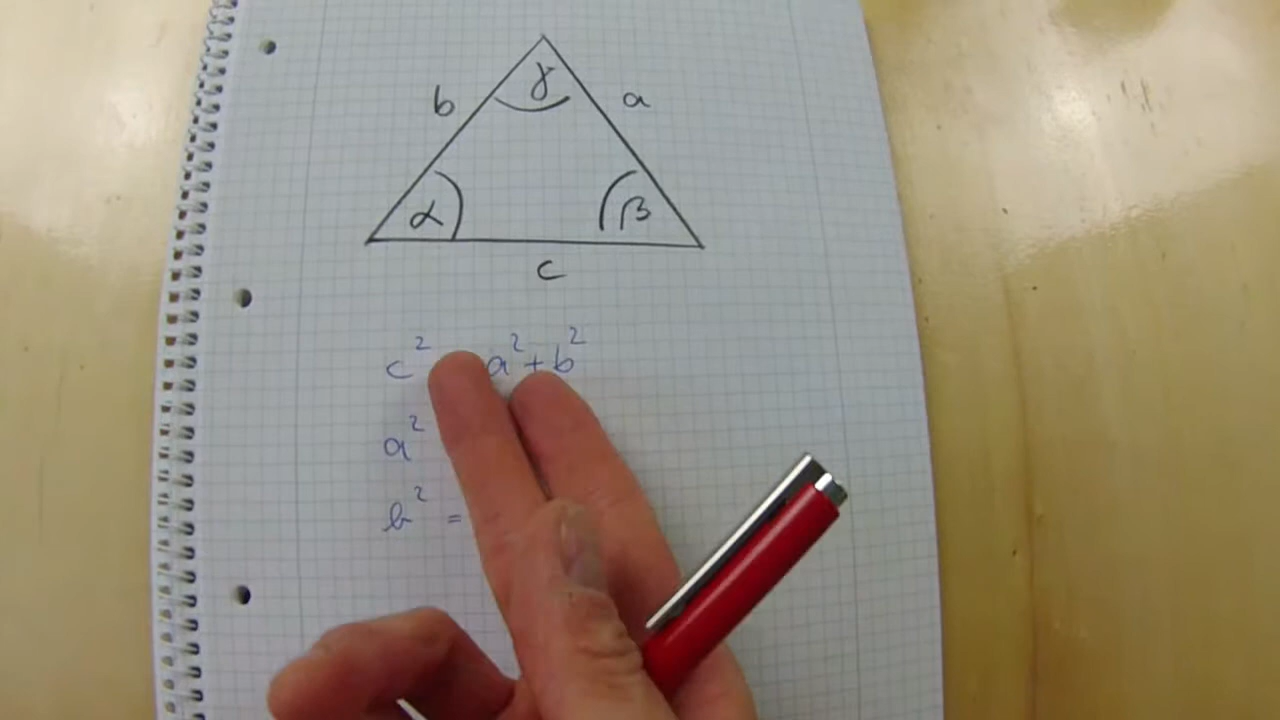 γ
b a
α β
c
c² a² + b²
a²
b² =